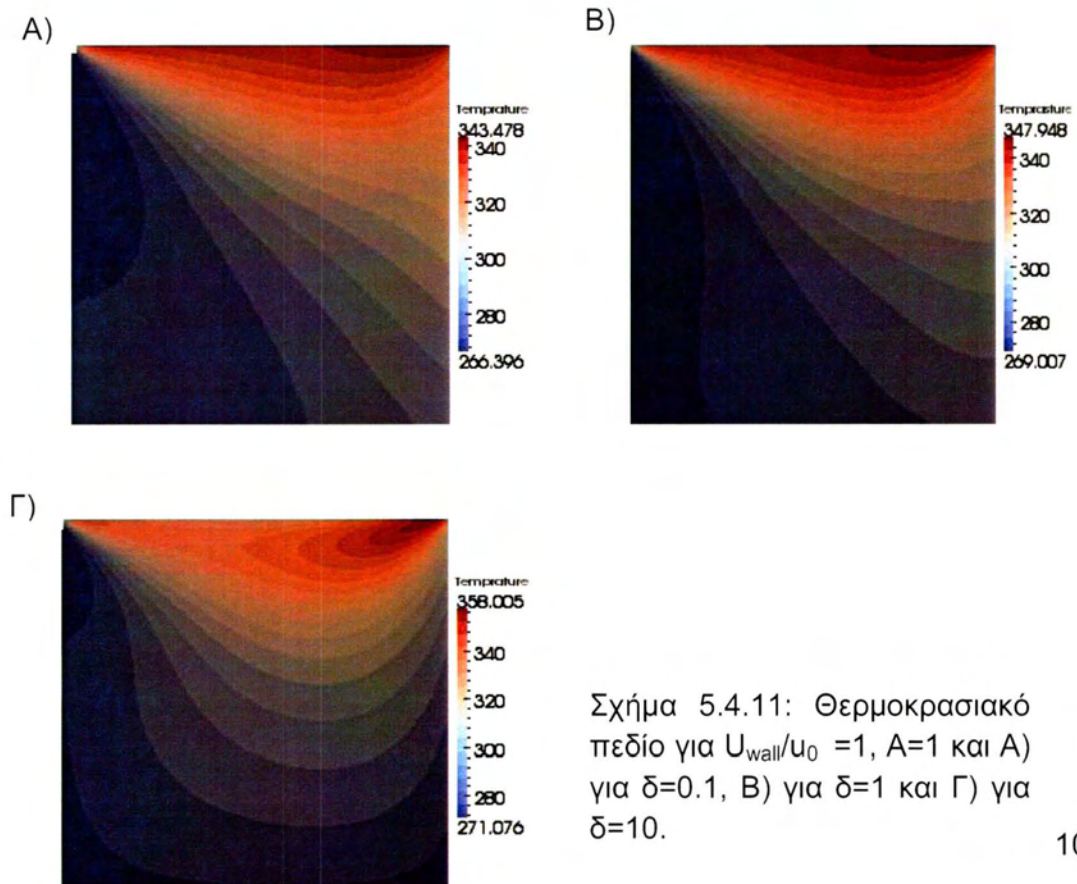 Α)
Temprature
343.478
340
320
300
280
266.396
Β)
Temprature
347.948
340
320
300
280
269.007
Γ)
Temprature
358.005
340
320
300
280
271.076
Σχήμα 5.4.11: Θερμοκρασιακό
πεδίο για Uwall/u0 =1, Α=1 και Α)
για δ=0.1, Β) για δ=1 και Γ) για
δ=10.
10